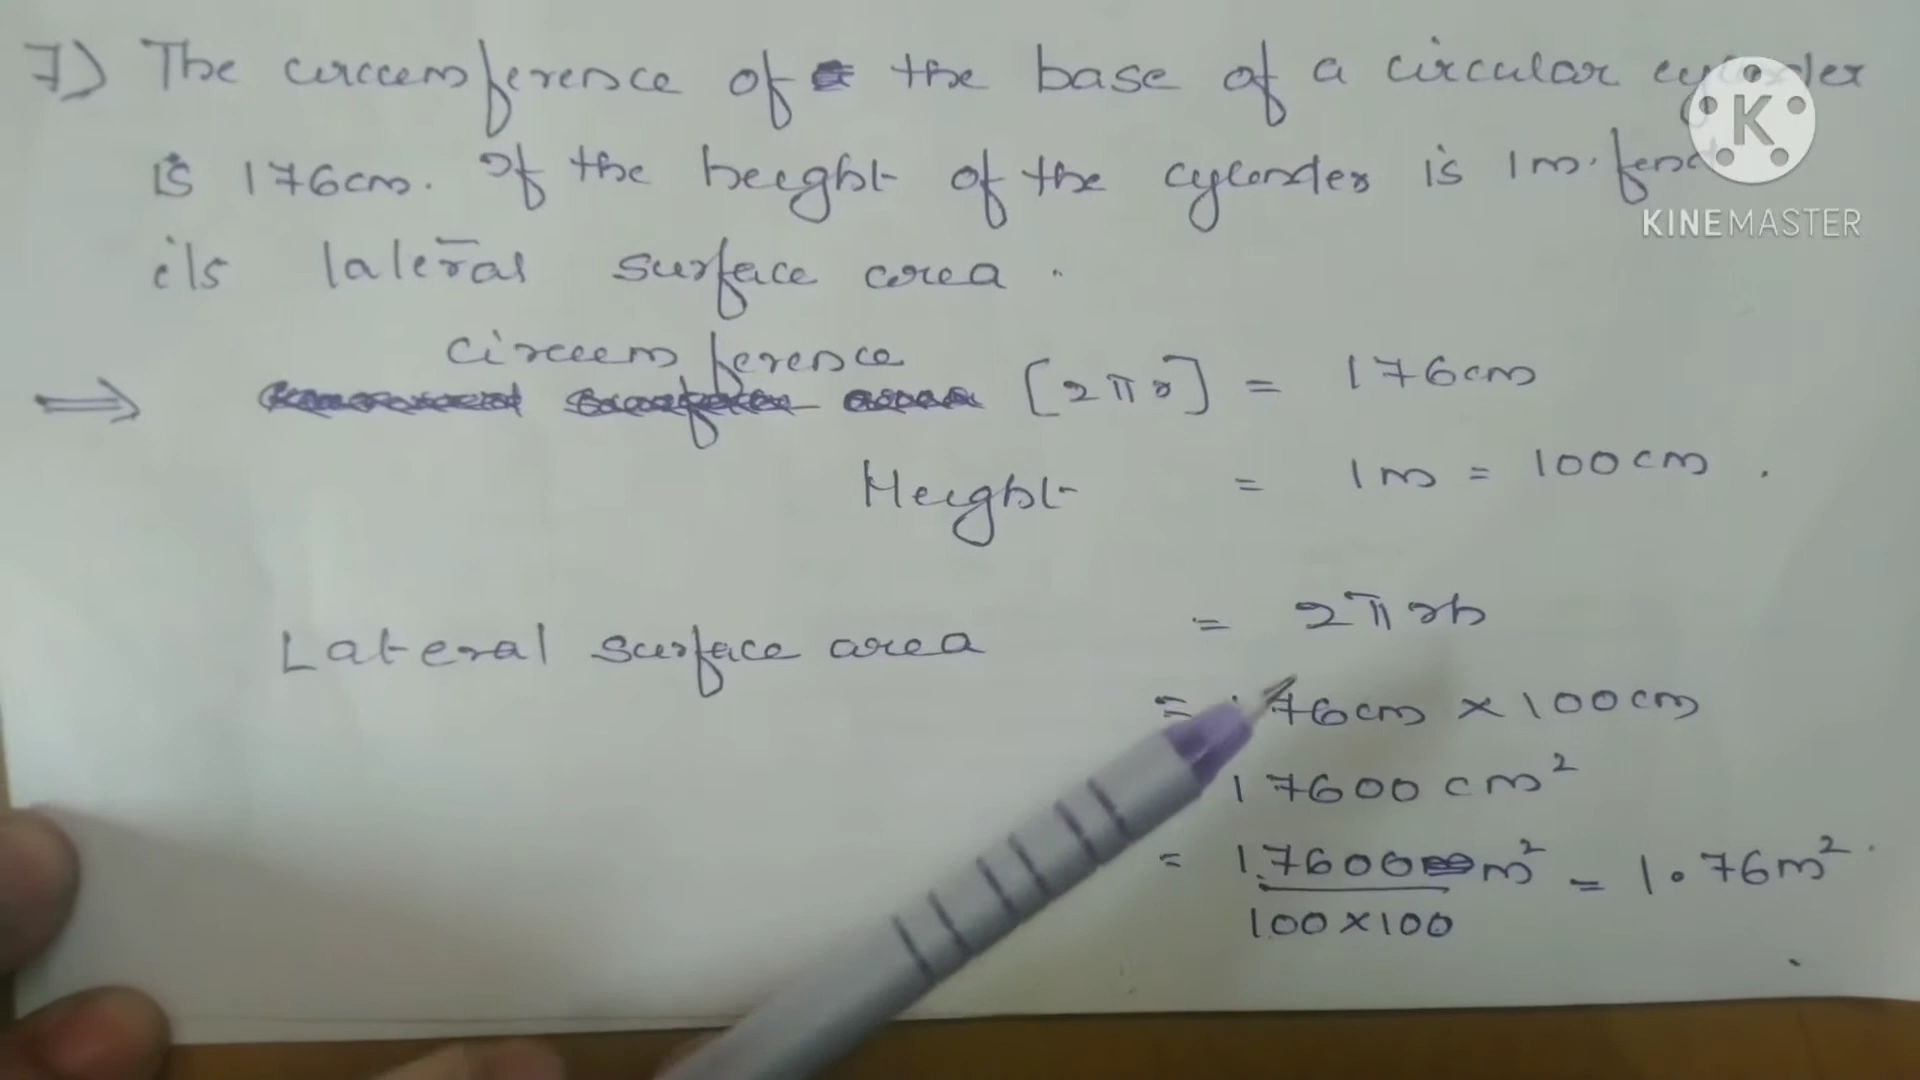 7) The circumference of the base of a circular cylinder
is 176cm. If the height of the cylinder is 1m. find
its lateral surface area.
circumference
⇒ [2πr] = 176cm
Height = 1m = 100cm.
Lateral surface area = 2πrh
= 176cm × 100cm
17600 cm²
= 17600 m² / 100×100 = 1.76m²
K
KINEMASTER